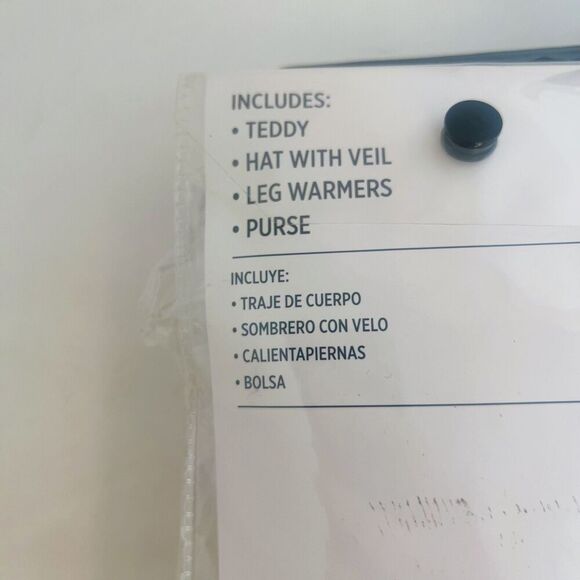 INCLUDES:
• TEDDY
• HAT WITH VEIL
• LEG WARMERS
• PURSE
INCLUYE:
• TRAJE DE CUERPO
• SOMBRERO CON VELO
• CALIENTAPIERNAS
• BOLSA